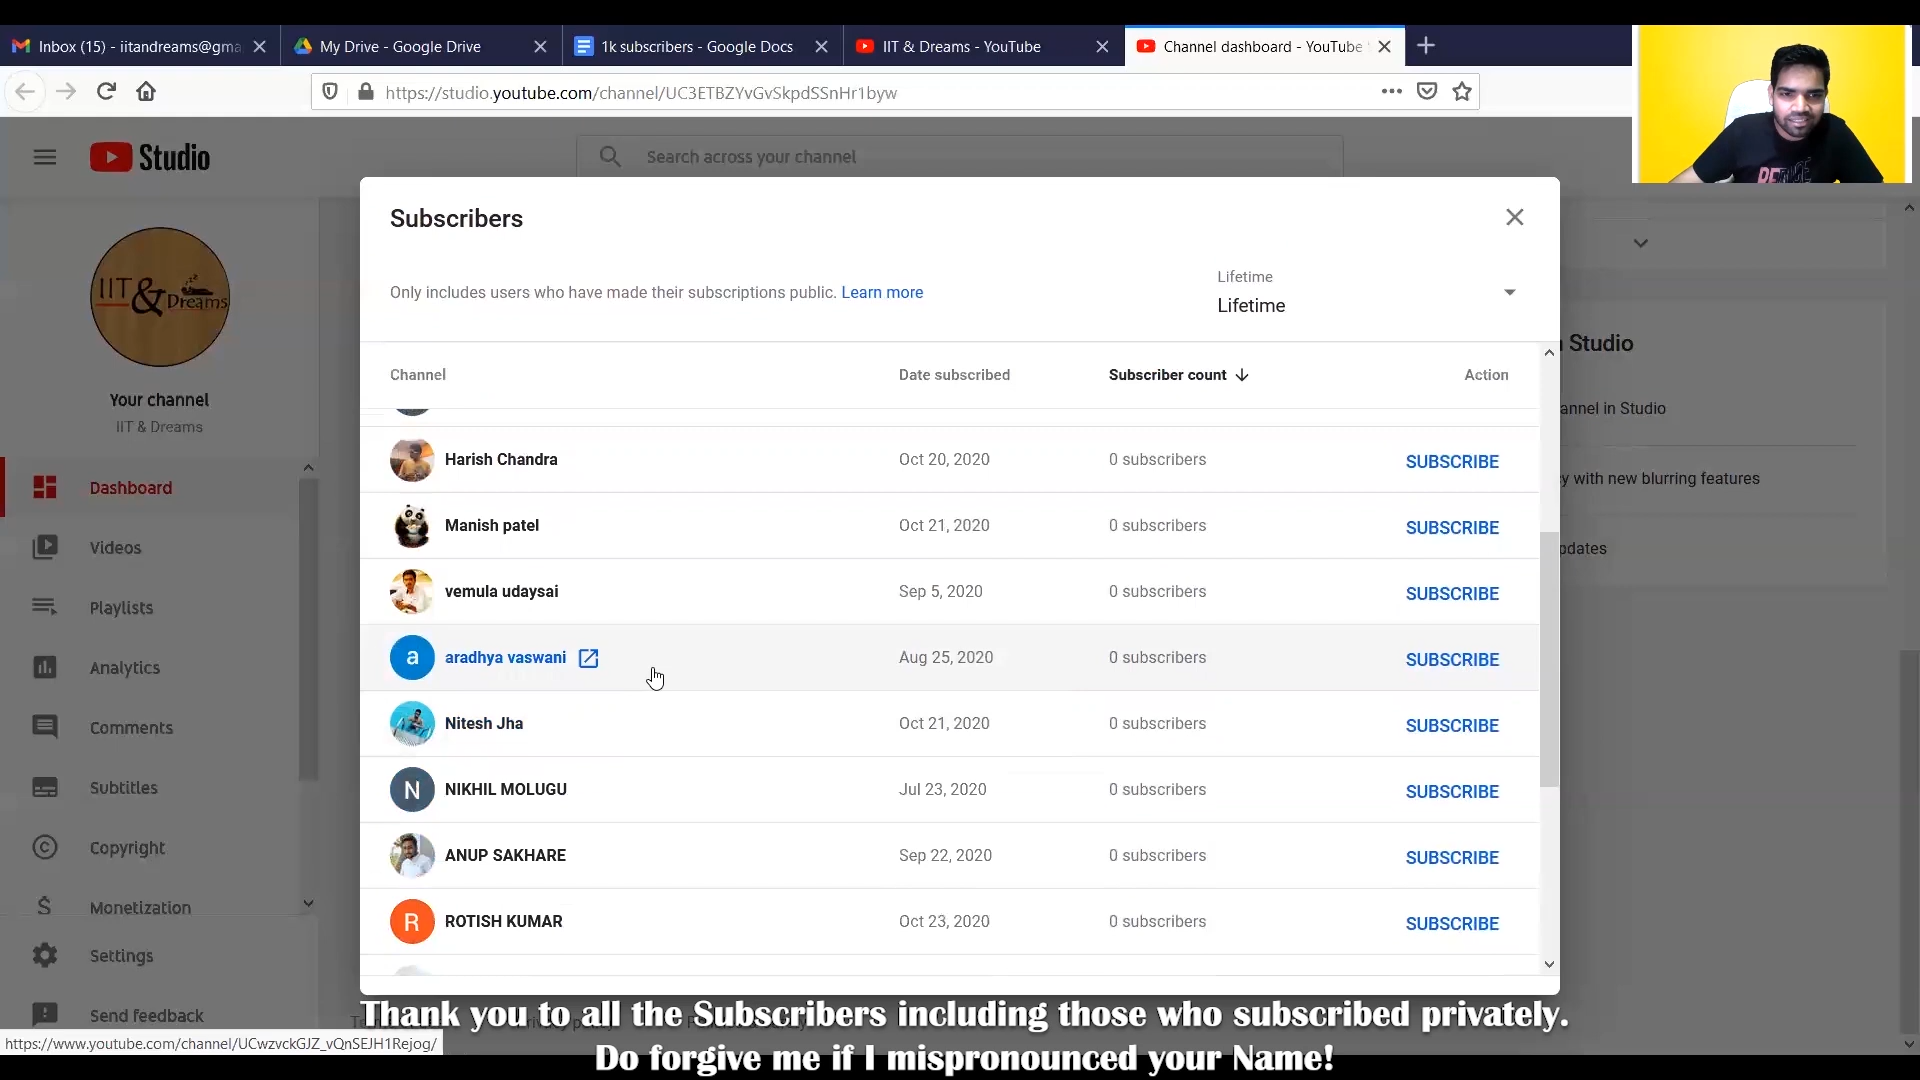 Inbox (15) - iitandreams@gma
My Drive - Google Drive
1k subscribers - Google Docs
IIT & Dreams - YouTube
Channel dashboard - YouTube
https://studio.youtube.com/channel/UC3ETBZYvGvSkpdSSnHr1byw
Studio
Search across your channel
IIT & Dreams
Your channel
IIT & Dreams
Dashboard
Videos
Playlists
Analytics
Comments
Subtitles
Copyright
Monetization
Settings
Send feedback
Subscribers
Only includes users who have made their subscriptions public. Learn more
Lifetime
Lifetime
Channel Date subscribed Subscriber count Action
Harish Chandra Oct 20, 2020 0 subscribers SUBSCRIBE
Manish patel Oct 21, 2020 0 subscribers SUBSCRIBE
vemula udaysai Sep 5, 2020 0 subscribers SUBSCRIBE
a aradhya vaswani Aug 25, 2020 0 subscribers SUBSCRIBE
Nitesh Jha Oct 21, 2020 0 subscribers SUBSCRIBE
N NIKHIL MOLUGU Jul 23, 2020 0 subscribers SUBSCRIBE
ANUP SAKHARE Sep 22, 2020 0 subscribers SUBSCRIBE
R ROTISH KUMAR Oct 23, 2020 0 subscribers SUBSCRIBE
Studio
annel in Studio
y with new blurring features
pdates
Thank you to all the Subscribers including those who subscribed privately.
https://www.youtube.com/channel/UCwzvckGJZ_vQnSEJH1Rejog/
Do forgive me if I mispronounced your Name!